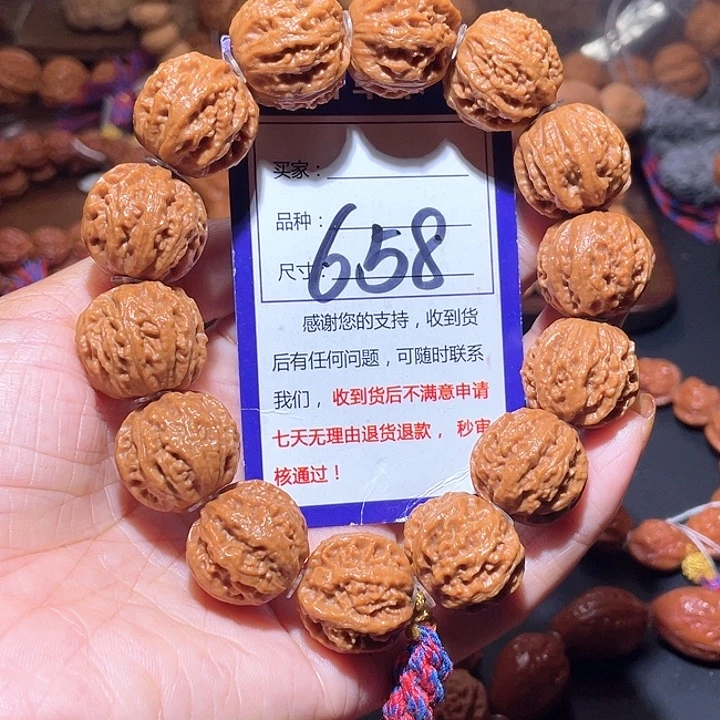 买家：
品种：
658
尺寸：
感谢您的支持，收到货
后有任何问题，可随时联系
我们，收到货后不满意申请
七天无理由退货退款，秒审
核通过！